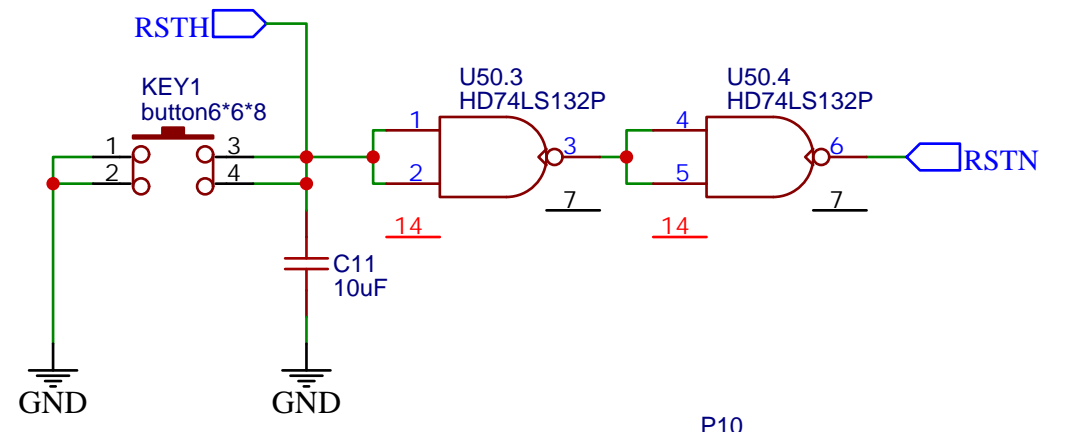 RSTH
KEY1
button6*6*8
1
2
3
4
U50.3
HD74LS132P
1
2
3
7
14
U50.4
HD74LS132P
4
5
6
7
14
RSTN
C11
10uF
GND
GND
P10